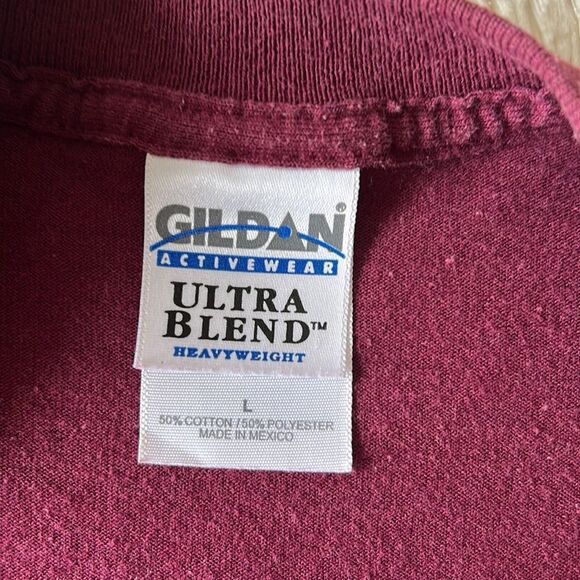 GILDAN®
ACTIVEWEAR
ULTRA
BLEND™
HEAVYWEIGHT
L
50% COTTON / 50% POLYESTER
MADE IN MEXICO